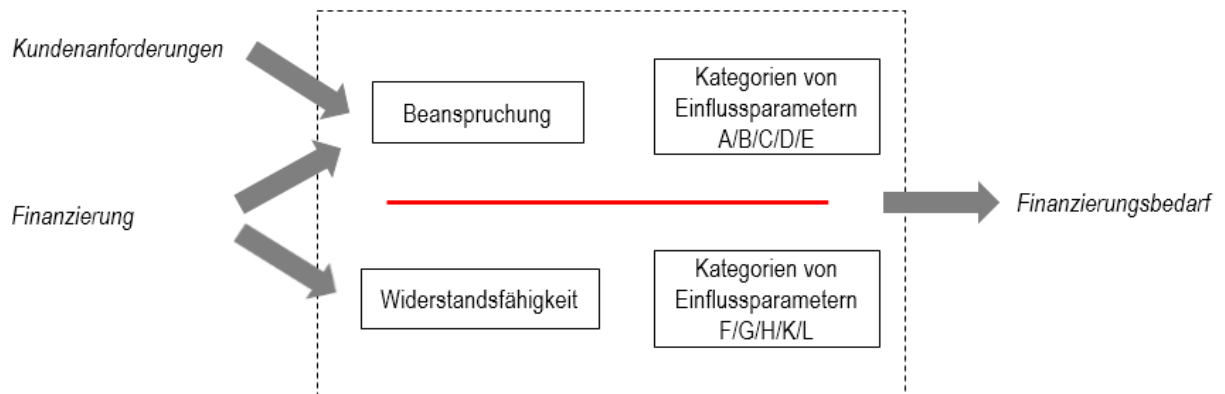 Kundenanforderungen
Beanspruchung
Kategorien von
Einflussparametern
A/B/C/D/E
Finanzierung
Finanzierungsbedarf
Widerstandsfähigkeit
Kategorien von
Einflussparametern
F/G/H/K/L